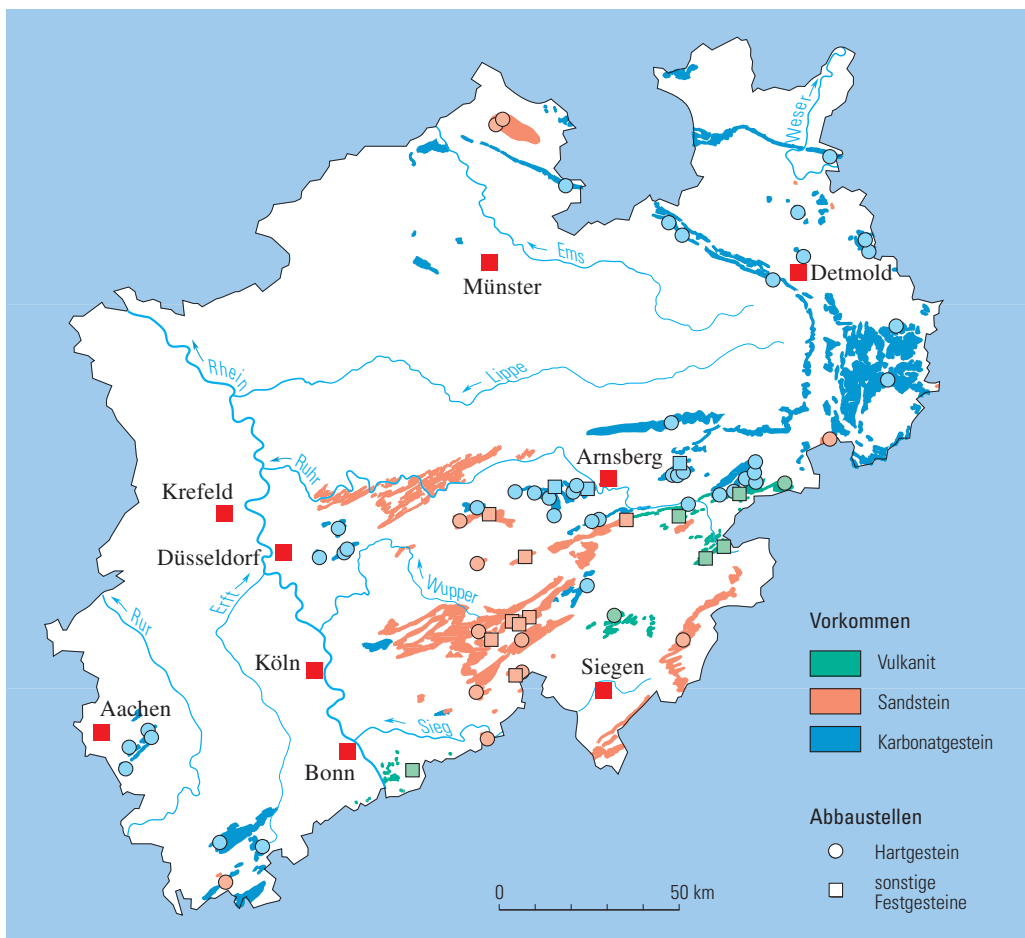 Weser
Ems
Münster
Detmold
Rhein
Lippe
Ruhr
Arnsberg
Krefeld
Düsseldorf
Erft
Wupper
Rur
Köln
Siegen
Aachen
Sieg
Bonn
Vorkommen
Vulkanit
Sandstein
Karbonatgestein
Abbaustellen
Hartgestein
sonstige
Festgesteine
0 50 km